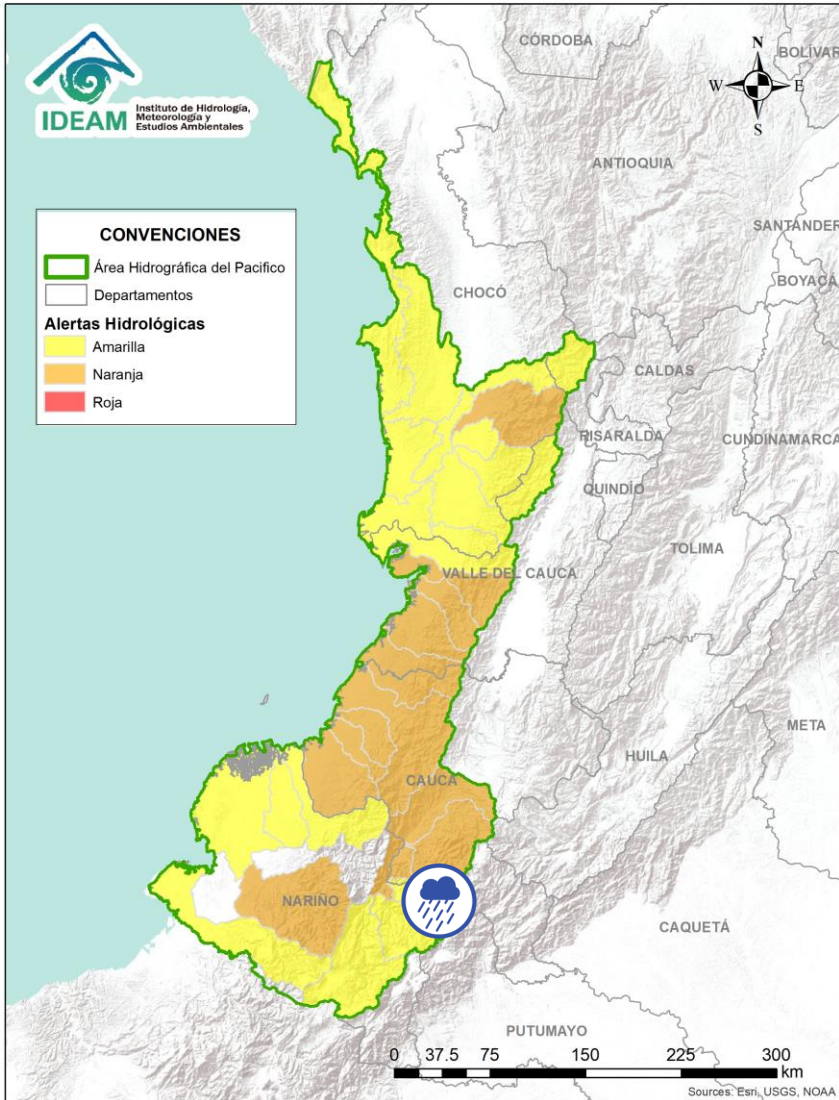 IDEAM
Instituto de Hidrología,
Meteorología y
Estudios Ambientales
CÓRDOBA
BOLÍVAR
N
W E
S
ANTIOQUIA
SANTANDER
BOYACÁ
CONVENCIONES
Área Hidrográfica del Pacifico
Departamentos
Alertas Hidrológicas
Amarilla
Naranja
Roja
CHOCÓ
CALDAS
RISARALDA
CUNDINAMARCA
QUINDÍO
TOLIMA
VALLE DEL CAUCA
META
HUILA
CAUCA
NARIÑO
CAQUETÁ
PUTUMAYO
0 37.5 75 150 225 300
km
Sources: Esri, USGS, NOAA